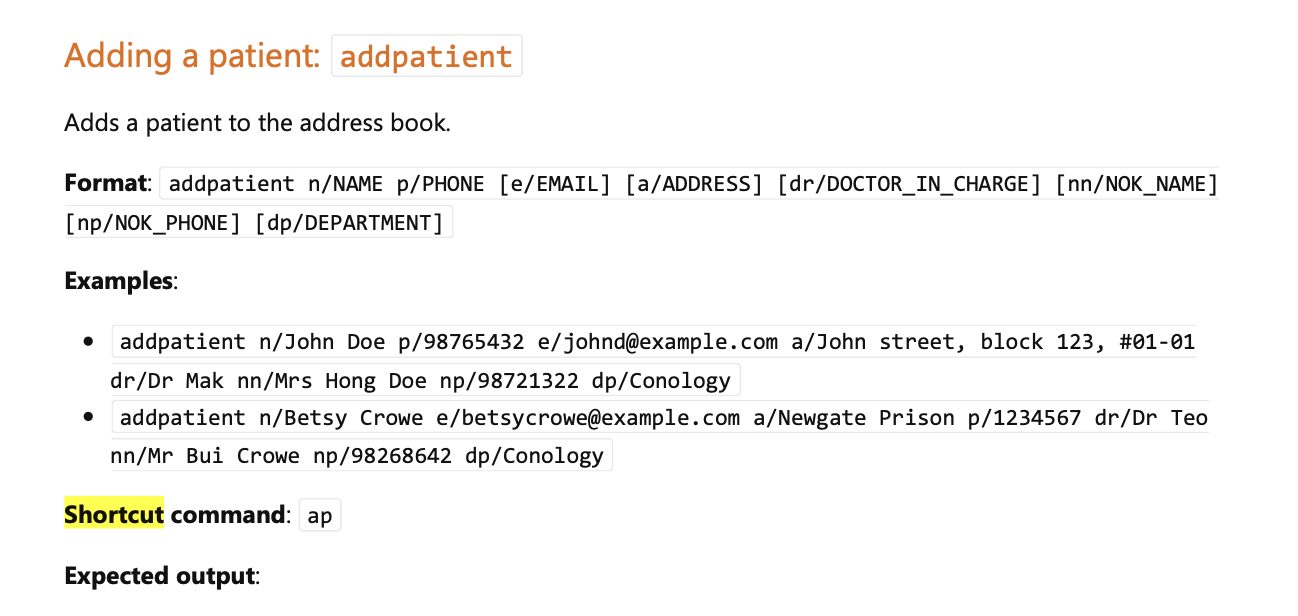 Adding a patient: addpatient
Adds a patient to the address book.
Format: addpatient n/NAME p/PHONE [e/EMAIL] [a/ADDRESS] [dr/DOCTOR_IN_CHARGE] [nn/NOK_NAME]
[np/NOK_PHONE] [dp/DEPARTMENT]
Examples:
• addpatient n/John Doe p/98765432 e/johnd@example.com a/John street, block 123, #01-01
dr/Dr Mak nn/Mrs Hong Doe np/98721322 dp/Conology
• addpatient n/Betsy Crowe e/betsycrowe@example.com a/Newgate Prison p/1234567 dr/Dr Teo
nn/Mr Bui Crowe np/98268642 dp/Conology
Shortcut command: ap
Expected output: